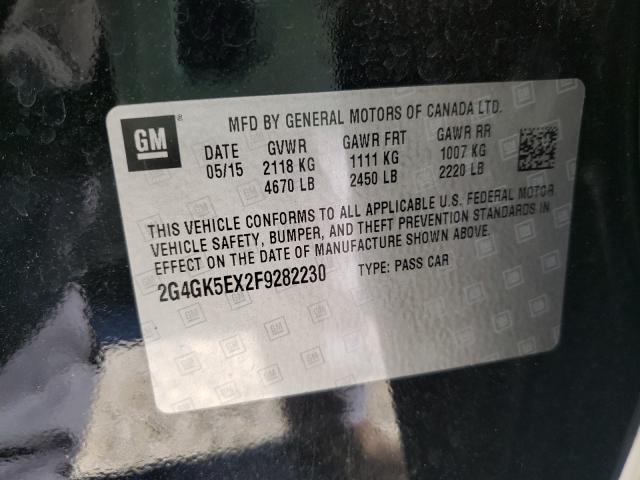 GM
MFD BY GENERAL MOTORS OF CANADA LTD.
DATE GVWR GAWR FRT GAWR RR
05/15 2118 KG 1111 KG 1007 KG
4670 LB 2450 LB 2220 LB
THIS VEHICLE CONFORMS TO ALL APPLICABLE U.S. FEDERAL MOTOR
VEHICLE SAFETY, BUMPER, AND THEFT PREVENTION STANDARDS IN
EFFECT ON THE DATE OF MANUFACTURE SHOWN ABOVE.
2G4GK5EX2F9282230 TYPE: PASS CAR